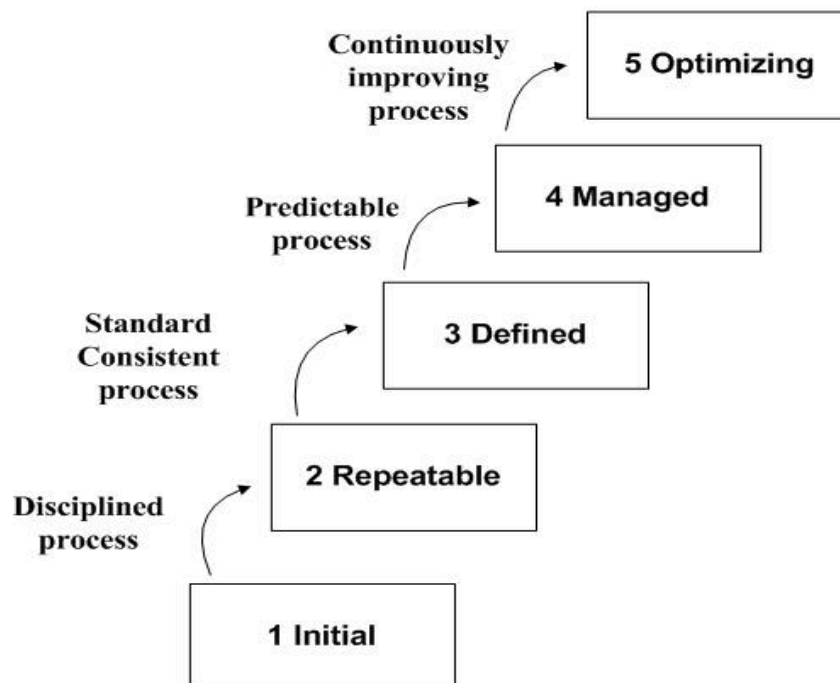 Continuously
improving
process
5 Optimizing
Predictable
process
4 Managed
Standard
Consistent
process
3 Defined
Disciplined
process
2 Repeatable
1 Initial